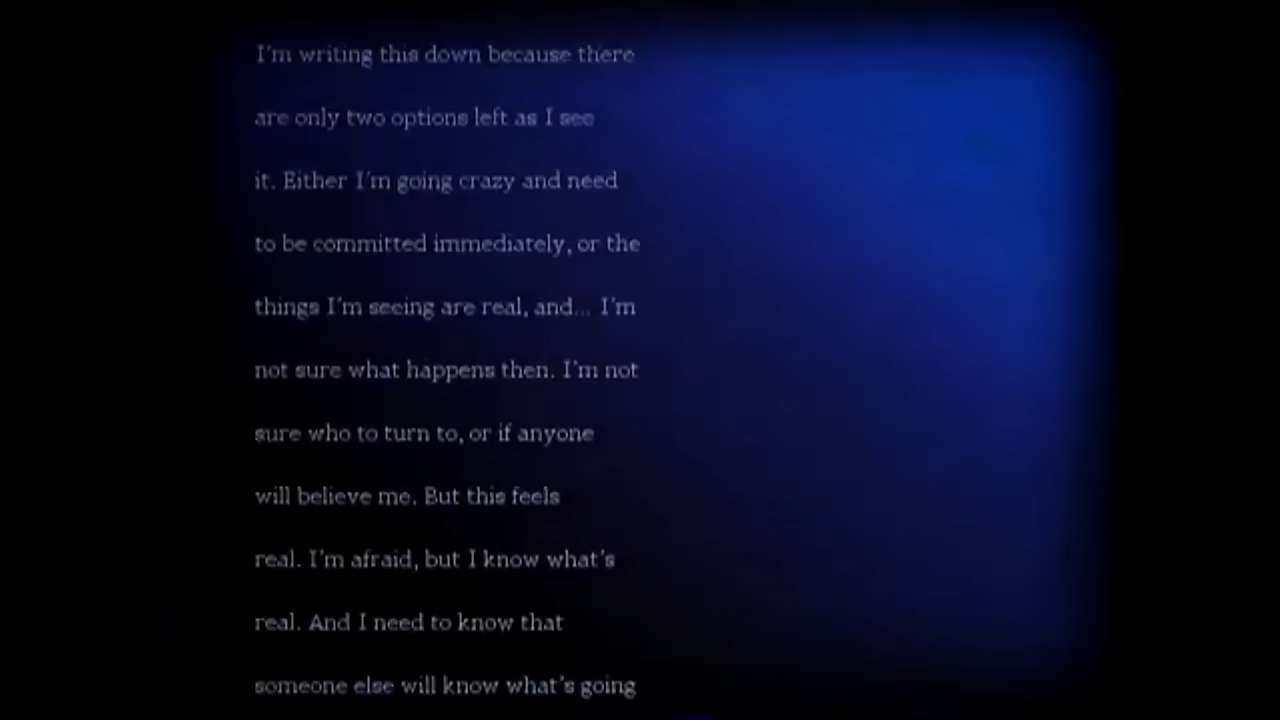 I'm writing this down because there
are only two options left as I see
it. Either I'm going crazy and need
to be committed immediately, or the
things I'm seeing are real, and... I'm
not sure what happens then. I'm not
sure who to turn to, or if anyone
will believe me. But this feels
real. I'm afraid, but I know what's
real. And I need to know that
someone else will know what's going